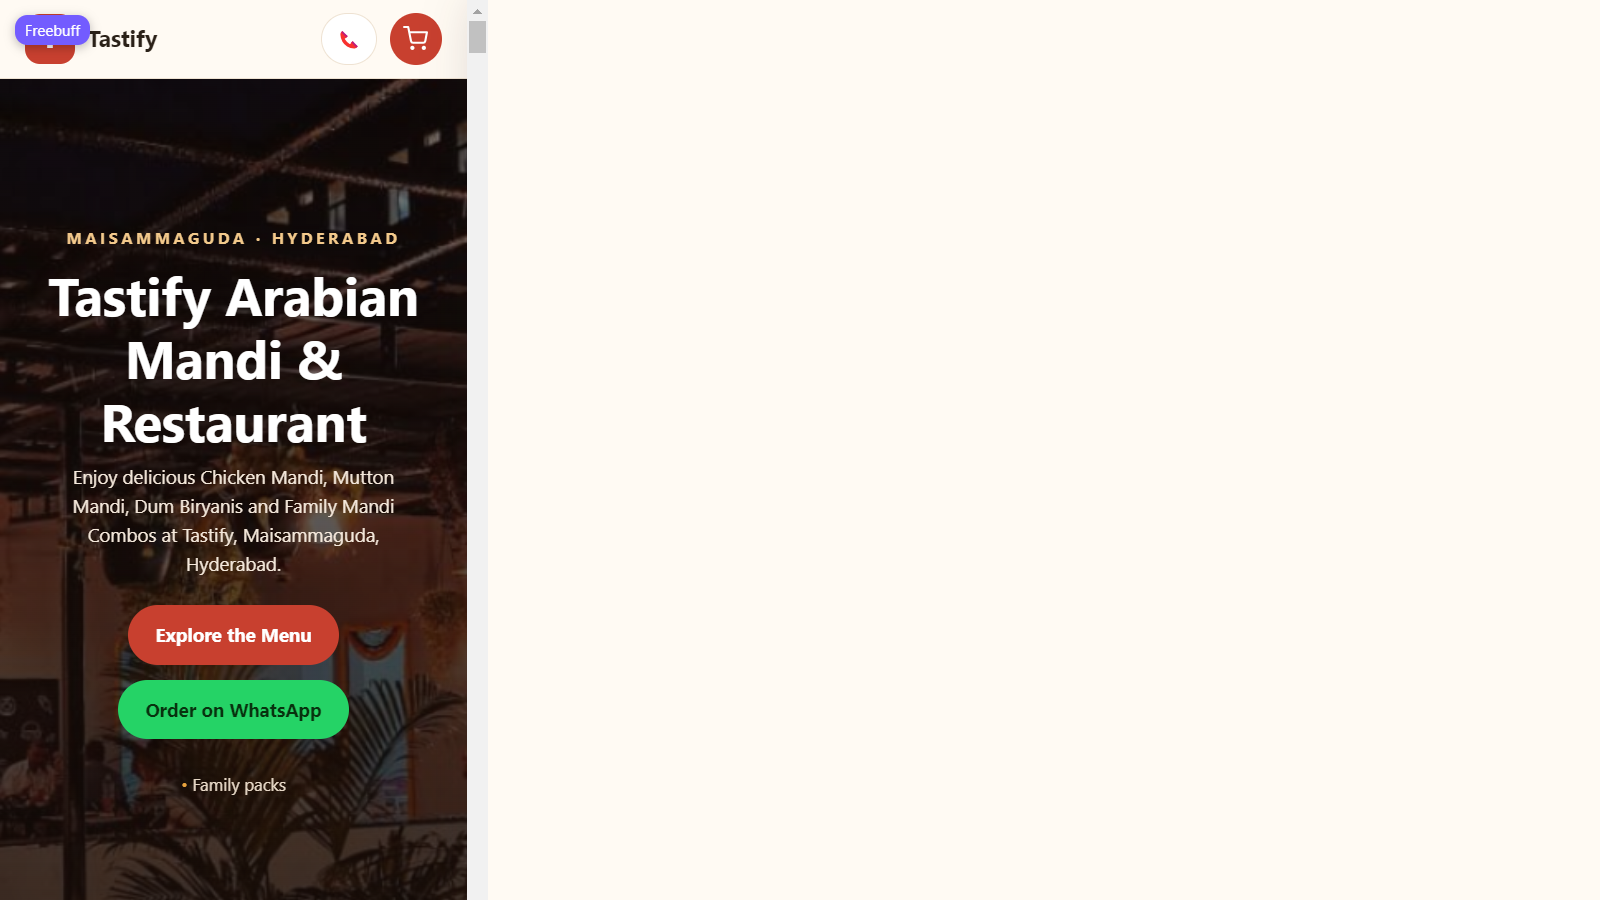 Freebuff
Tastify
MAISAMMAGUDA · HYDERABAD
Tastify Arabian
Mandi &
Restaurant
Enjoy delicious Chicken Mandi, Mutton
Mandi, Dum Biryanis and Family Mandi
Combos at Tastify, Maisammaguda,
Hyderabad.
Explore the Menu
Order on WhatsApp
• Family packs